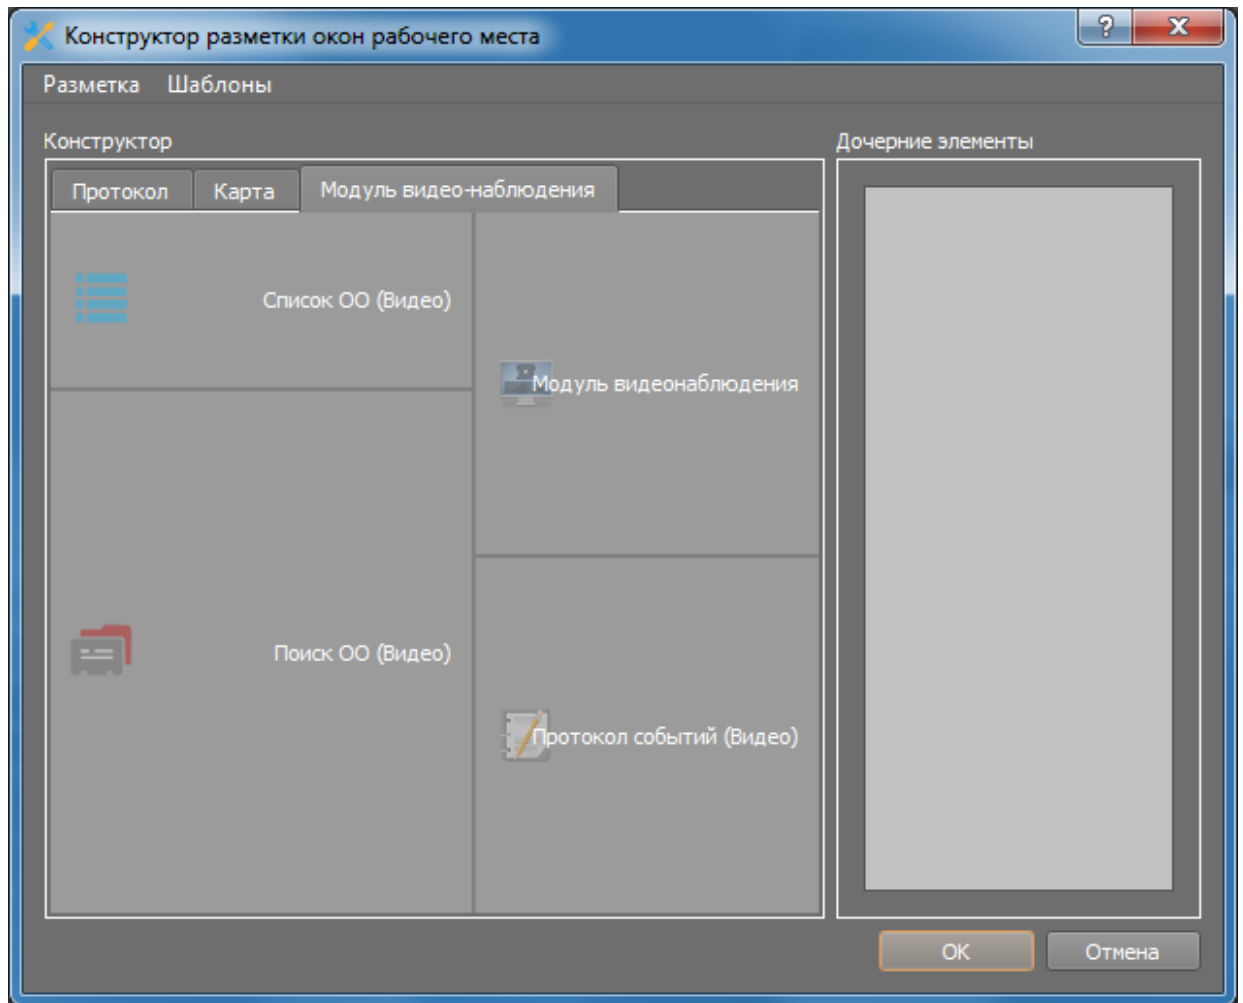 Конструктор разметки окон рабочего места
? X
Разметка Шаблоны
Конструктор
Дочерние элементы
Протокол Карта Модуль видео-наблюдения
Список ОО (Видео)
Модуль видеонаблюдения
Поиск ОО (Видео)
Протокол событий (Видео)
OK Отмена